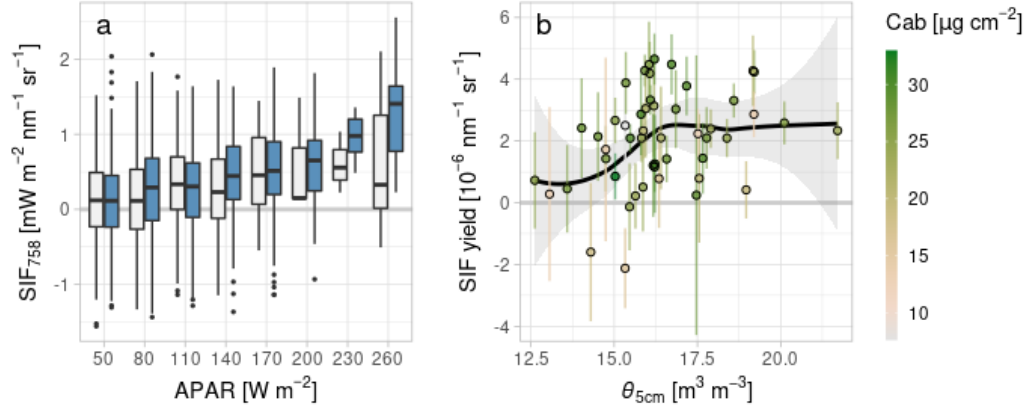 a
SIF758 [mW m−2 nm−1 sr−1]
2
1
0
-1
50 80 110 140 170 200 230 260
APAR [W m−2]
b
SIF yield [10−6 nm−1 sr−1]
6
4
2
0
-2
-4
12.5 15.0 17.5 20.0
θ5cm [m3 m−3]
Cab [μg cm−2]
30
25
20
15
10